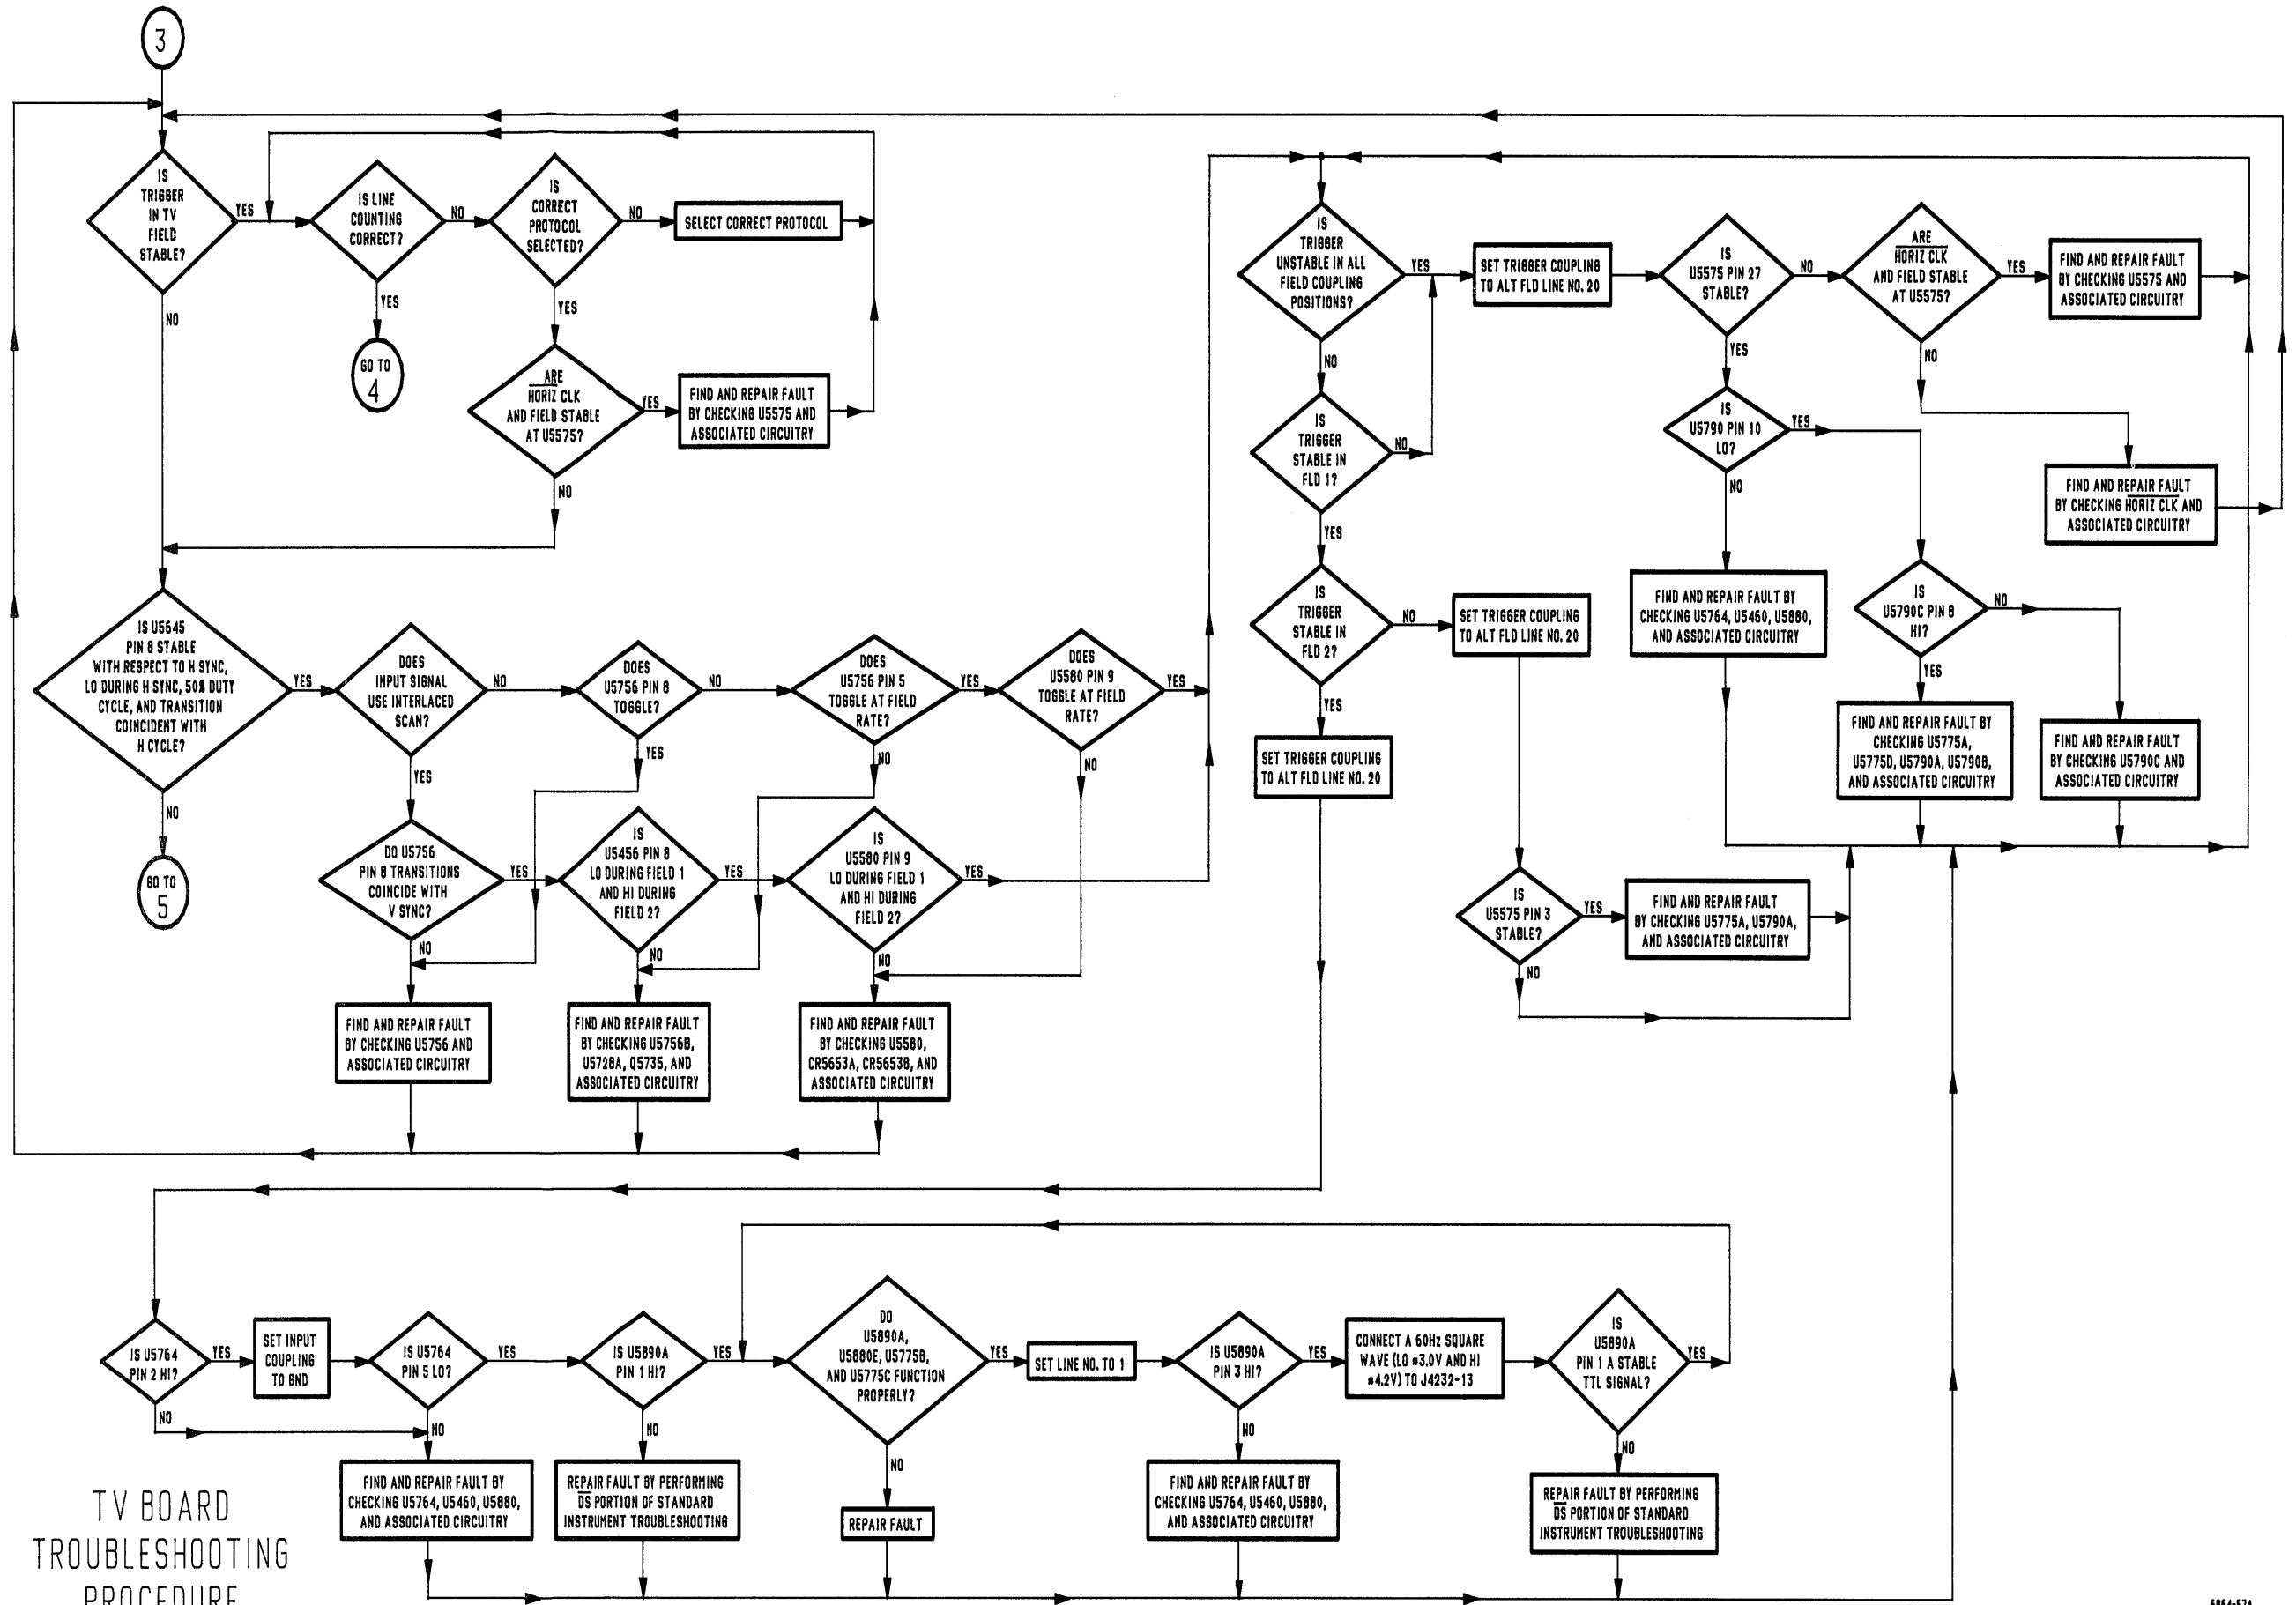 3
IS
TRIGGER
IN TV
FIELD
STABLE?
YES
NO
IS LINE
COUNTING
CORRECT?
NO
YES
GO TO
4
IS
CORRECT
PROTOCOL
SELECTED?
NO
YES
SELECT CORRECT PROTOCOL
ARE
HORIZ CLK
AND FIELD STABLE
AT U5575?
YES
NO
FIND AND REPAIR FAULT
BY CHECKING U5575 AND
ASSOCIATED CIRCUITRY
IS U5645
PIN 8 STABLE
WITH RESPECT TO H SYNC,
LO DURING H SYNC, 50% DUTY
CYCLE, AND TRANSITION
COINCIDENT WITH
H CYCLE?
YES
NO
GO TO
5
DOES
INPUT SIGNAL
USE INTERLACED
SCAN?
NO
YES
DOES
U5756 PIN 8
TOGGLE?
NO
YES
DOES
U5756 PIN 5
TOGGLE AT FIELD
RATE?
YES
NO
DOES
U5580 PIN 9
TOGGLE AT FIELD
RATE?
YES
NO
DO U5756
PIN 8 TRANSITIONS
COINCIDE WITH
V SYNC?
YES
NO
IS
U5456 PIN 8
LO DURING FIELD 1
AND HI DURING
FIELD 2?
YES
NO
IS
U5580 PIN 9
LO DURING FIELD 1
AND HI DURING
FIELD 2?
YES
NO
FIND AND REPAIR FAULT
BY CHECKING U5756 AND
ASSOCIATED CIRCUITRY
FIND AND REPAIR FAULT
BY CHECKING U5756B,
U5728A, Q5735, AND
ASSOCIATED CIRCUITRY
FIND AND REPAIR FAULT
BY CHECKING U5580,
CR5653A, CR5653B, AND
ASSOCIATED CIRCUITRY
IS
TRIGGER
UNSTABLE IN ALL
FIELD COUPLING
POSITIONS?
YES
NO
SET TRIGGER COUPLING
TO ALT FLD LINE NO. 20
IS
U5575 PIN 27
STABLE?
NO
YES
ARE
HORIZ CLK
AND FIELD STABLE
AT U5575?
YES
NO
FIND AND REPAIR FAULT
BY CHECKING U5575 AND
ASSOCIATED CIRCUITRY
IS
TRIGGER
STABLE IN
FLD 1?
NO
YES
IS
U5790 PIN 10
LO?
YES
NO
FIND AND REPAIR FAULT
BY CHECKING HORIZ CLK AND
ASSOCIATED CIRCUITRY
IS
TRIGGER
STABLE IN
FLD 2?
NO
YES
SET TRIGGER COUPLING
TO ALT FLD LINE NO. 20
FIND AND REPAIR FAULT BY
CHECKING U5764, U5460, U5880,
AND ASSOCIATED CIRCUITRY
IS
U5790C PIN 8
HI?
NO
YES
SET TRIGGER COUPLING
TO ALT FLD LINE NO. 20
FIND AND REPAIR FAULT BY
CHECKING U5775A,
U5775D, U5790A, U5790B,
AND ASSOCIATED CIRCUITRY
FIND AND REPAIR FAULT
BY CHECKING U5790C AND
ASSOCIATED CIRCUITRY
IS
U5575 PIN 3
STABLE?
YES
NO
FIND AND REPAIR FAULT
BY CHECKING U5775A, U5790A,
AND ASSOCIATED CIRCUITRY
IS U5764
PIN 2 HI?
YES
NO
SET INPUT
COUPLING
TO GND
IS U5764
PIN 5 LO?
YES
NO
IS U5890A
PIN 1 HI?
YES
NO
DO
U5890A,
U5880E, U5775B,
AND U5775C FUNCTION
PROPERLY?
YES
NO
SET LINE NO. TO 1
IS U5890A
PIN 3 HI?
YES
NO
CONNECT A 60Hz SQUARE
WAVE (LO ≈3.0V AND HI
≈4.2V) TO J4232-13
IS
U5890A
PIN 1 A STABLE
TTL SIGNAL?
YES
NO
FIND AND REPAIR FAULT BY
CHECKING U5764, U5460, U5880,
AND ASSOCIATED CIRCUITRY
REPAIR FAULT BY PERFORMING
DS PORTION OF STANDARD
INSTRUMENT TROUBLESHOOTING
REPAIR FAULT
FIND AND REPAIR FAULT BY
CHECKING U5764, U5460, U5880,
AND ASSOCIATED CIRCUITRY
REPAIR FAULT BY PERFORMING
DS PORTION OF STANDARD
INSTRUMENT TROUBLESHOOTING
TV BOARD
TROUBLESHOOTING
PROCEDURE